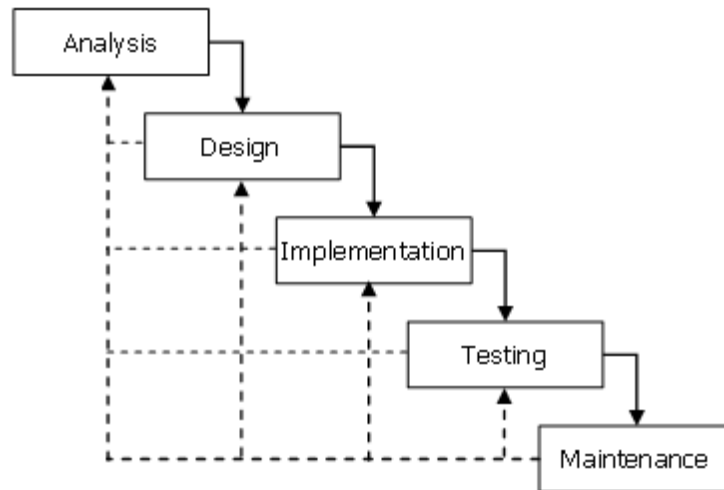 Analysis
Design
Implementation
Testing
Maintenance